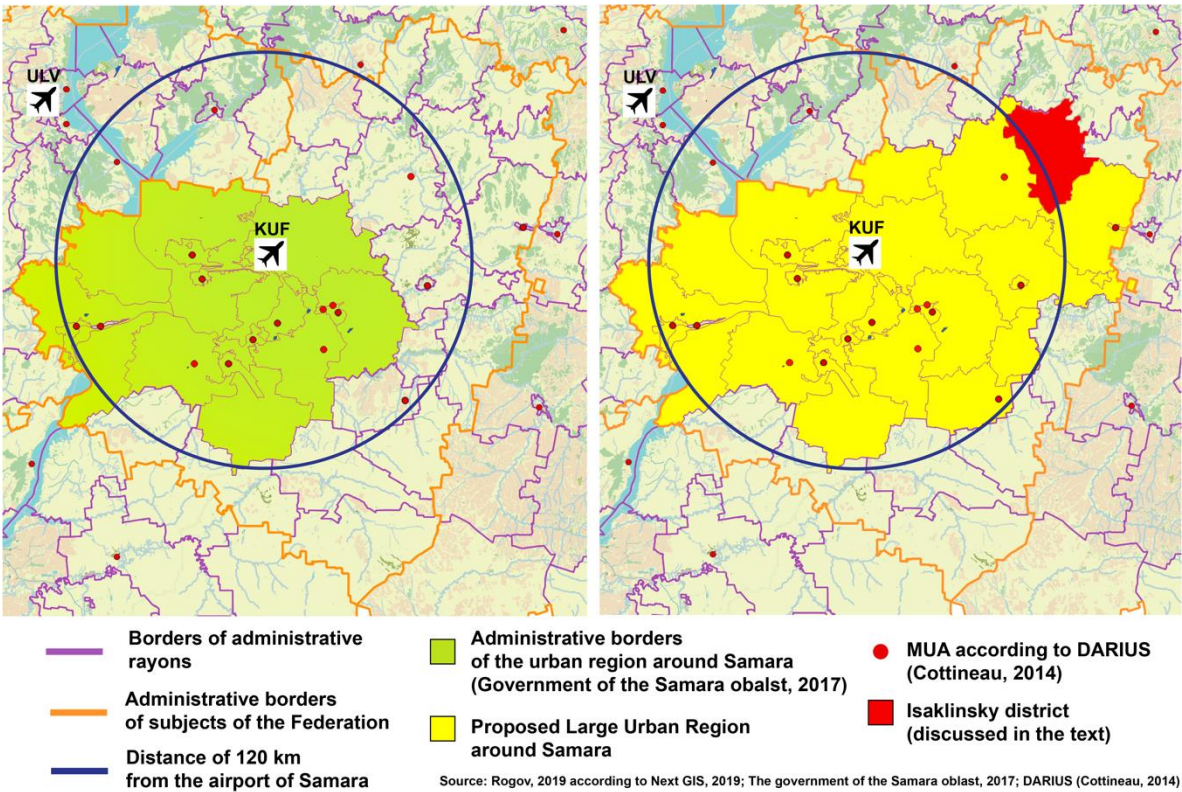 ULV
KUF
ULV
KUF
Borders of administrative
rayons
Administrative borders
of subjects of the Federation
Distance of 120 km
from the airport of Samara
Administrative borders
of the urban region around Samara
(Government of the Samara obalst, 2017)
Proposed Large Urban Region
around Samara
MUA according to DARIUS
(Cottineau, 2014)
Isaklinsky district
(discussed in the text)
Source: Rogov, 2019 according to Next GIS, 2019; The government of the Samara oblast, 2017; DARIUS (Cottineau, 2014)